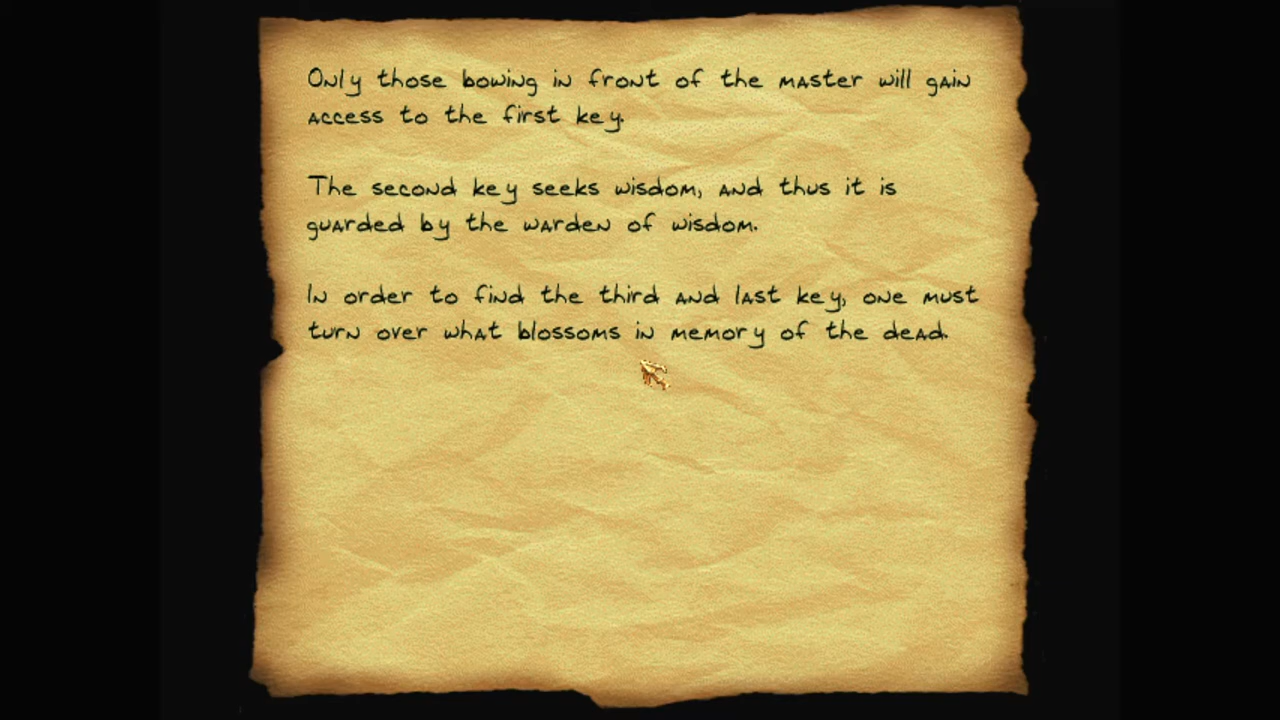 Only those bowing in front of the master will gain
access to the first key.
The second key seeks wisdom, and thus it is
guarded by the warden of wisdom.
In order to find the third and last key, one must
turn over what blossoms in memory of the dead.